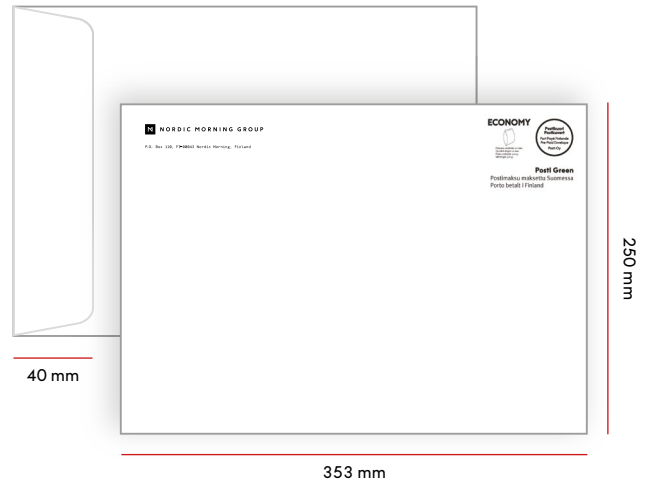 M NORDIC MORNING GROUP
P.O. Box 110, FI-00043 Nordic Morning, Finland
ECONOMY
Posti Green
Postimaksu maksettu Suomessa
Porto betalt i Finland
250 mm
40 mm
353 mm